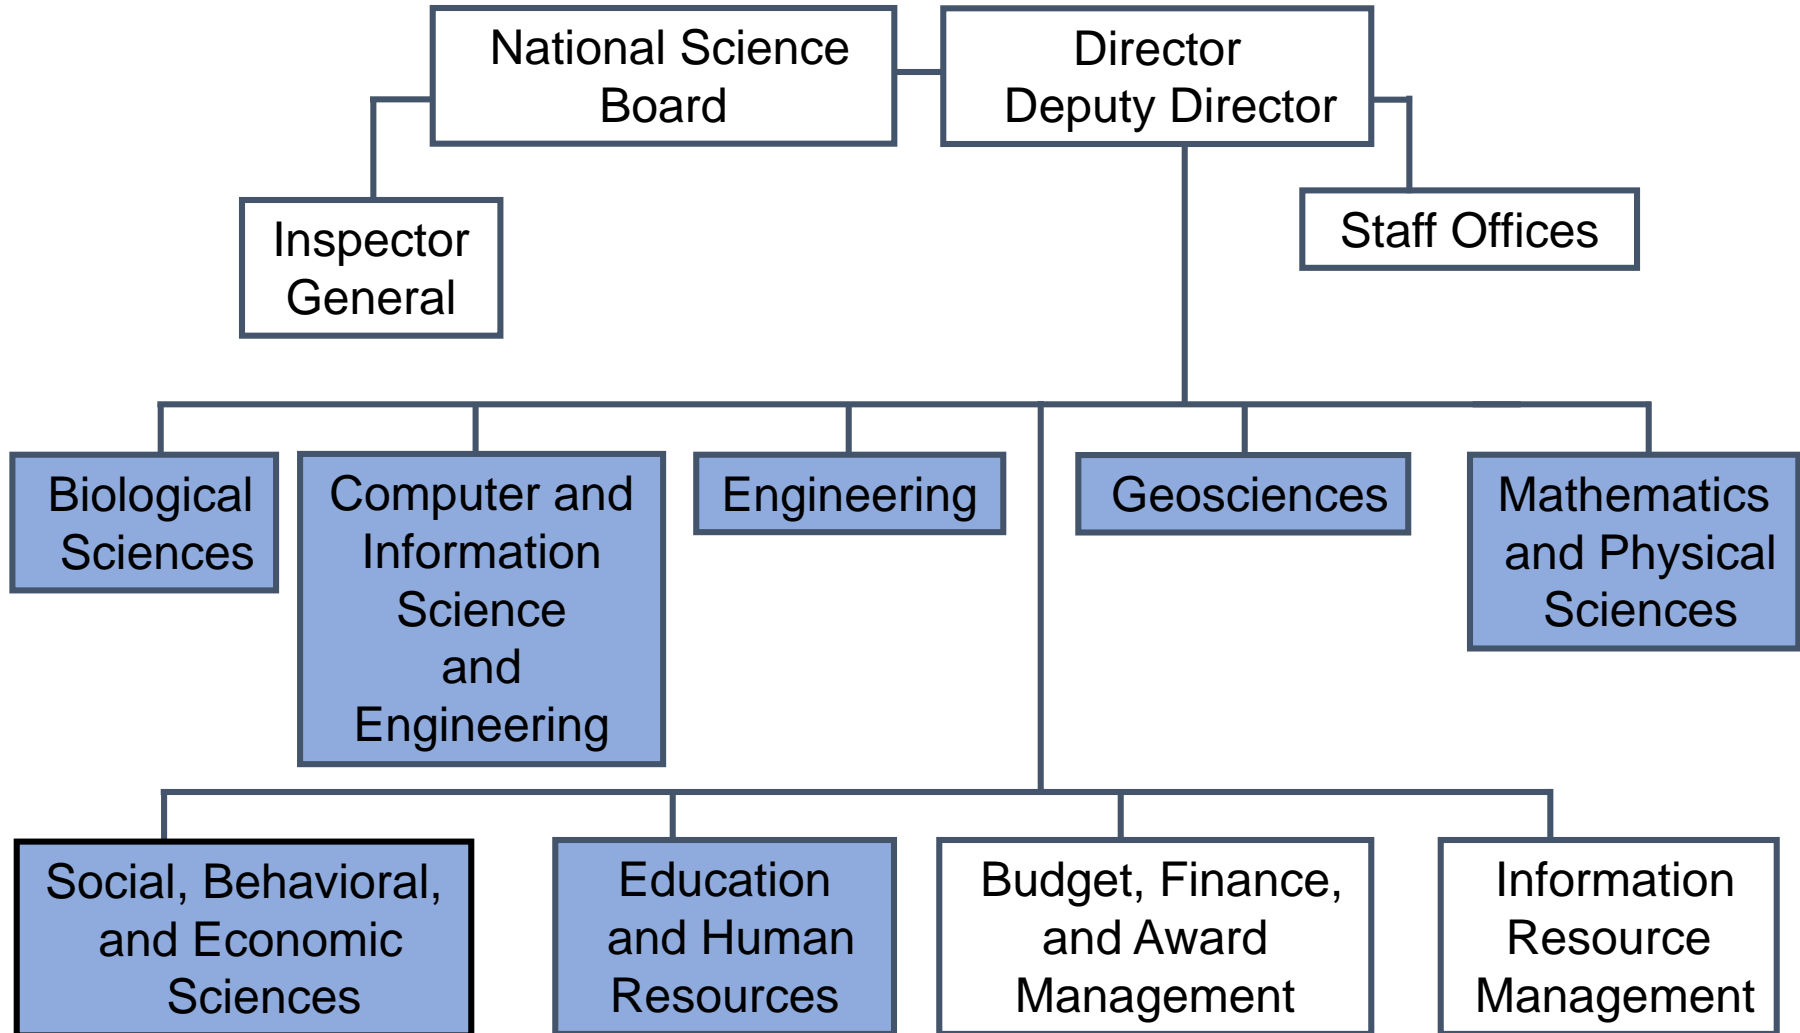 National Science
Board
Director
Deputy Director
Inspector
General
Staff Offices
Biological
Sciences
Computer and
Information
Science
and
Engineering
Engineering
Geosciences
Mathematics
and Physical
Sciences
Social, Behavioral,
and Economic
Sciences
Education
and Human
Resources
Budget, Finance,
and Award
Management
Information
Resource
Management